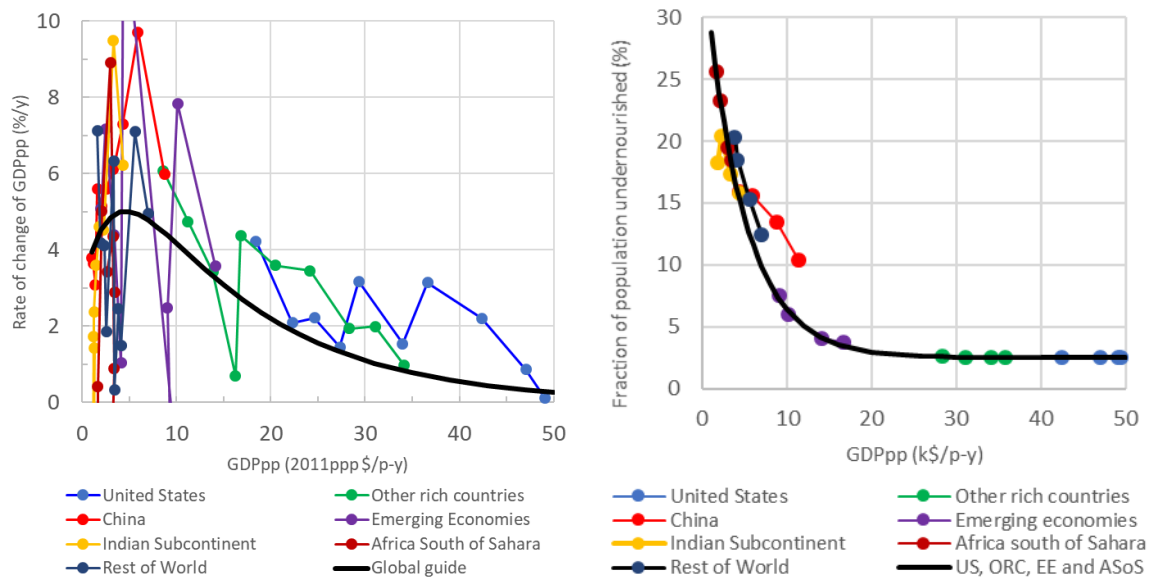 Rate of change of GDPpp (%/y)
10
8
6
4
2
0
0 10 20 30 40 50
GDPpp (2011ppp $/p-y)
United States Other rich countries
China Emerging Economies
Indian Subcontinent Africa South of Sahara
Rest of World Global guide
Fraction of population undernourished (%)
30
25
20
15
10
5
0
0 10 20 30 40 50
GDPpp (k$/p-y)
United States Other rich countries
China Emerging economies
Indian Subcontinent Africa south of Sahara
Rest of World US, ORC, EE and ASoS